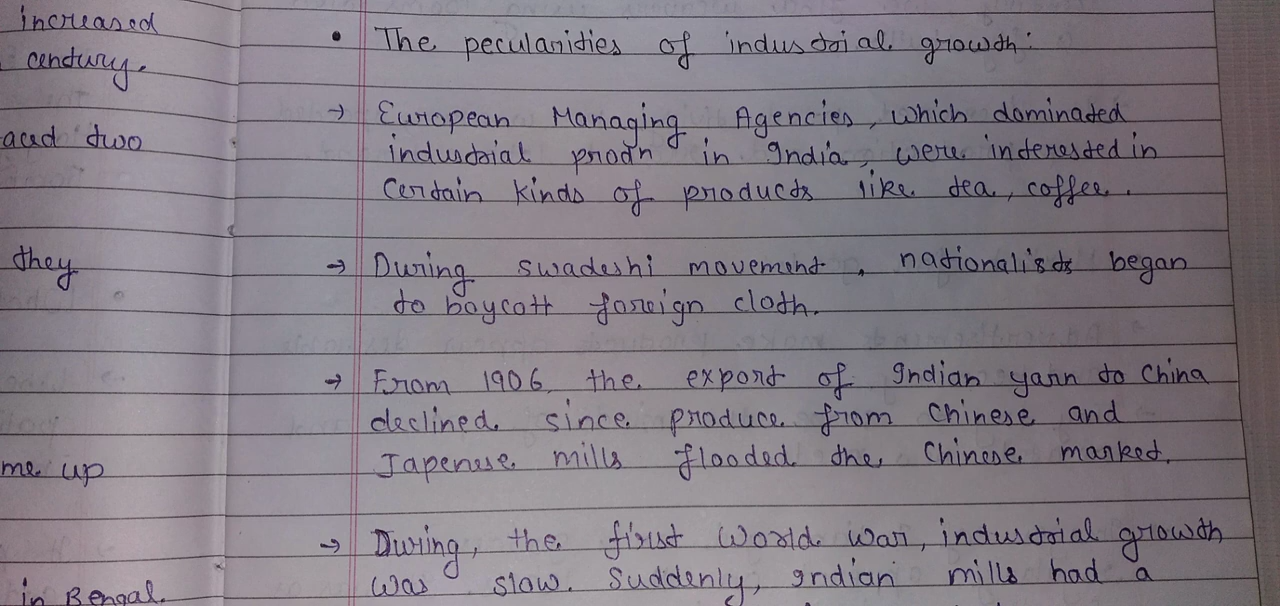 increased
century.
aced two
they
me up
in Bengal.
• The pecularities of industrial growth:
→ European Managing Agencies, which dominated
industrial prodn in India, were interested in
certain kinds of products like tea, coffee.
→ During swadeshi movement, nationalists began
to boycott foreign cloth.
→ From 1906, the export of Indian yarn to China
declined since produce from Chinese and
Japenese mills flooded the Chinese market.
→ During, the first World war, industrial growth
was slow. Suddenly, Indian mills had a